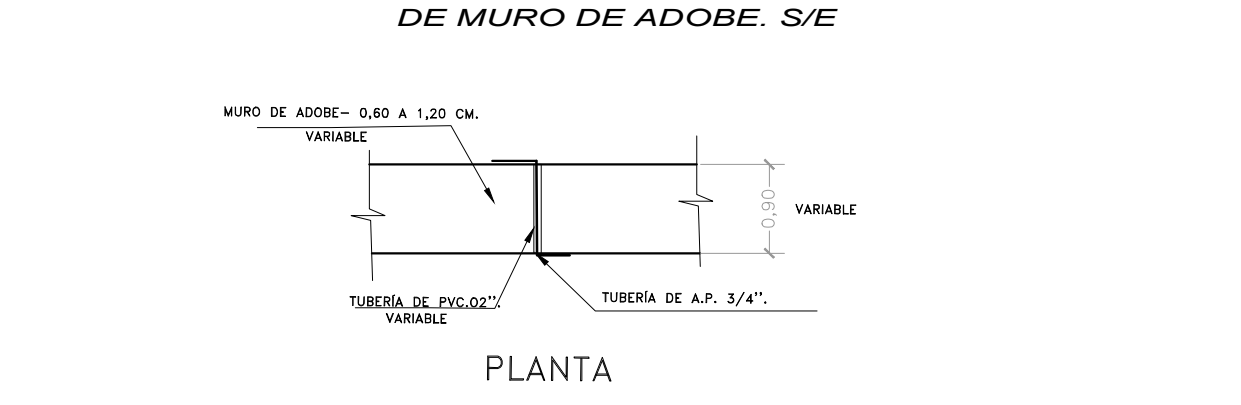 DE MURO DE ADOBE. S/E
MURO DE ADOBE- 0,60 A 1,20 CM.
VARIABLE
0,90
VARIABLE
TUBERÍA DE PVC.02''.
VARIABLE
TUBERÍA DE A.P. 3/4''.
PLANTA